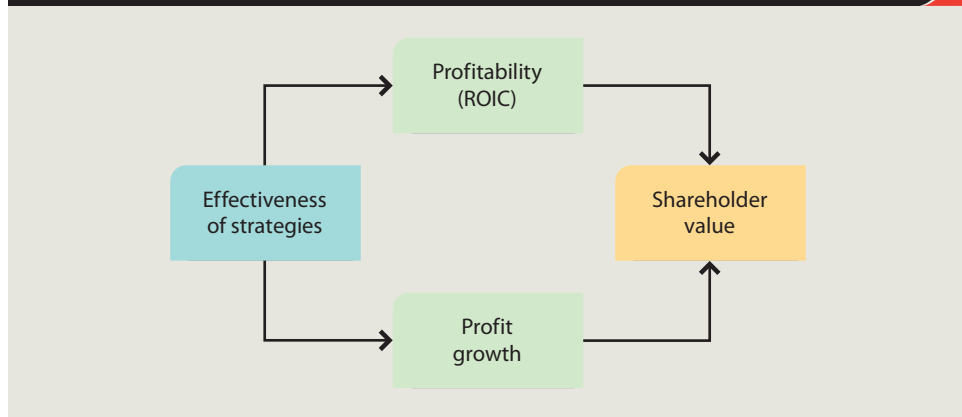 Profitability
(ROIC)
Effectiveness
of strategies
Shareholder
value
Profit
growth